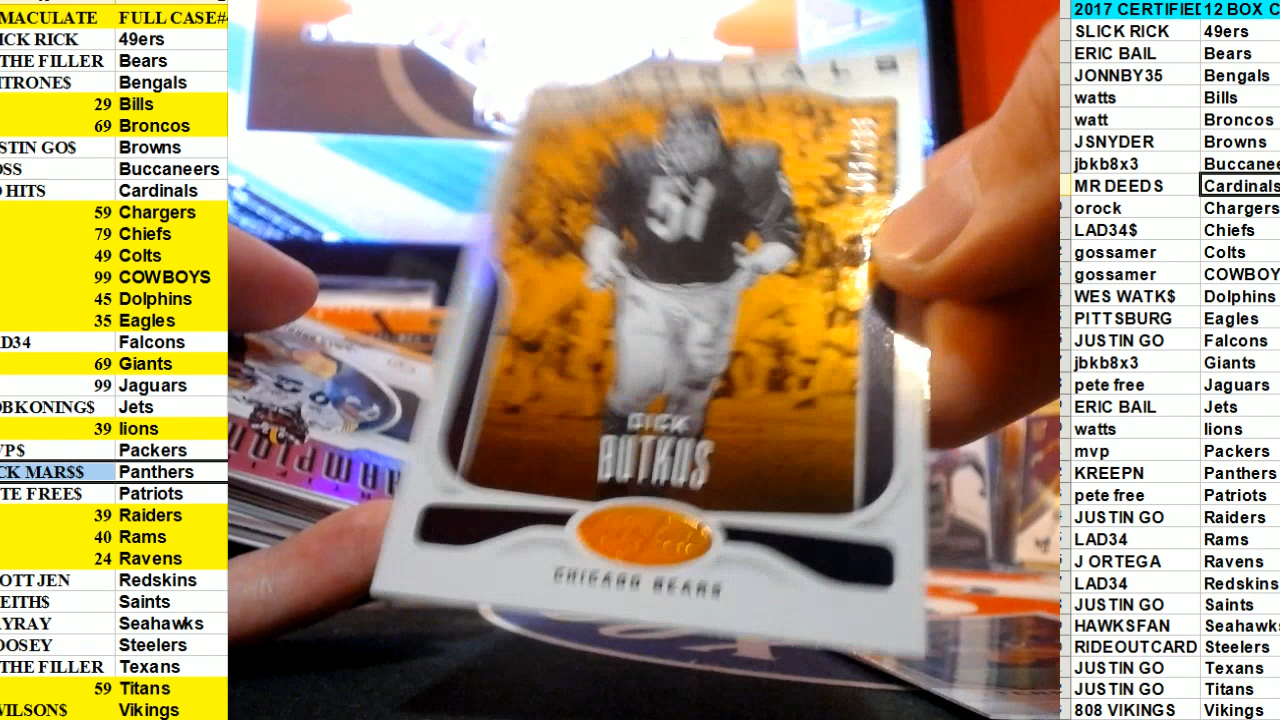 MACULATE FULL CASE#
ICK RICK 49ers
THE FILLER Bears
ITRONE$ Bengals
29 Bills
69 Broncos
STIN GO$ Browns
OSS Buccaneers
O HITS Cardinals
59 Chargers
79 Chiefs
49 Colts
99 COWBOYS
45 Dolphins
35 Eagles
AD34 Falcons
69 Giants
99 Jaguars
OBKONING$ Jets
39 lions
VP$ Packers
CK MAR$$ Panthers
TE FREE$ Patriots
39 Raiders
40 Rams
24 Ravens
OTT JEN Redskins
EITH$ Saints
AYRAY Seahawks
OOSEY Steelers
THE FILLER Texans
59 Titans
WILSON$ Vikings
51
DICK
BUTKUS
CHICAGO BEARS
2017 CERTIFIED 12 BOX C
SLICK RICK 49ers
ERIC BAIL Bears
JONNBY35 Bengals
watts Bills
watt Broncos
JSNYDER Browns
jbkb8x3 Buccanee
MR DEEDS Cardinals
orock Chargers
LAD34$ Chiefs
gossamer Colts
gossamer COWBOY
WES WATK$ Dolphins
PITTSBURG Eagles
JUSTIN GO Falcons
jbkb8x3 Giants
pete free Jaguars
ERIC BAIL Jets
watts lions
mvp Packers
KREEPN Panthers
pete free Patriots
JUSTIN GO Raiders
LAD34 Rams
J ORTEGA Ravens
LAD34 Redskins
JUSTIN GO Saints
HAWKSFAN Seahawks
RIDEOUTCARD Steelers
JUSTIN GO Texans
JUSTIN GO Titans
808 VIKINGS Vikings